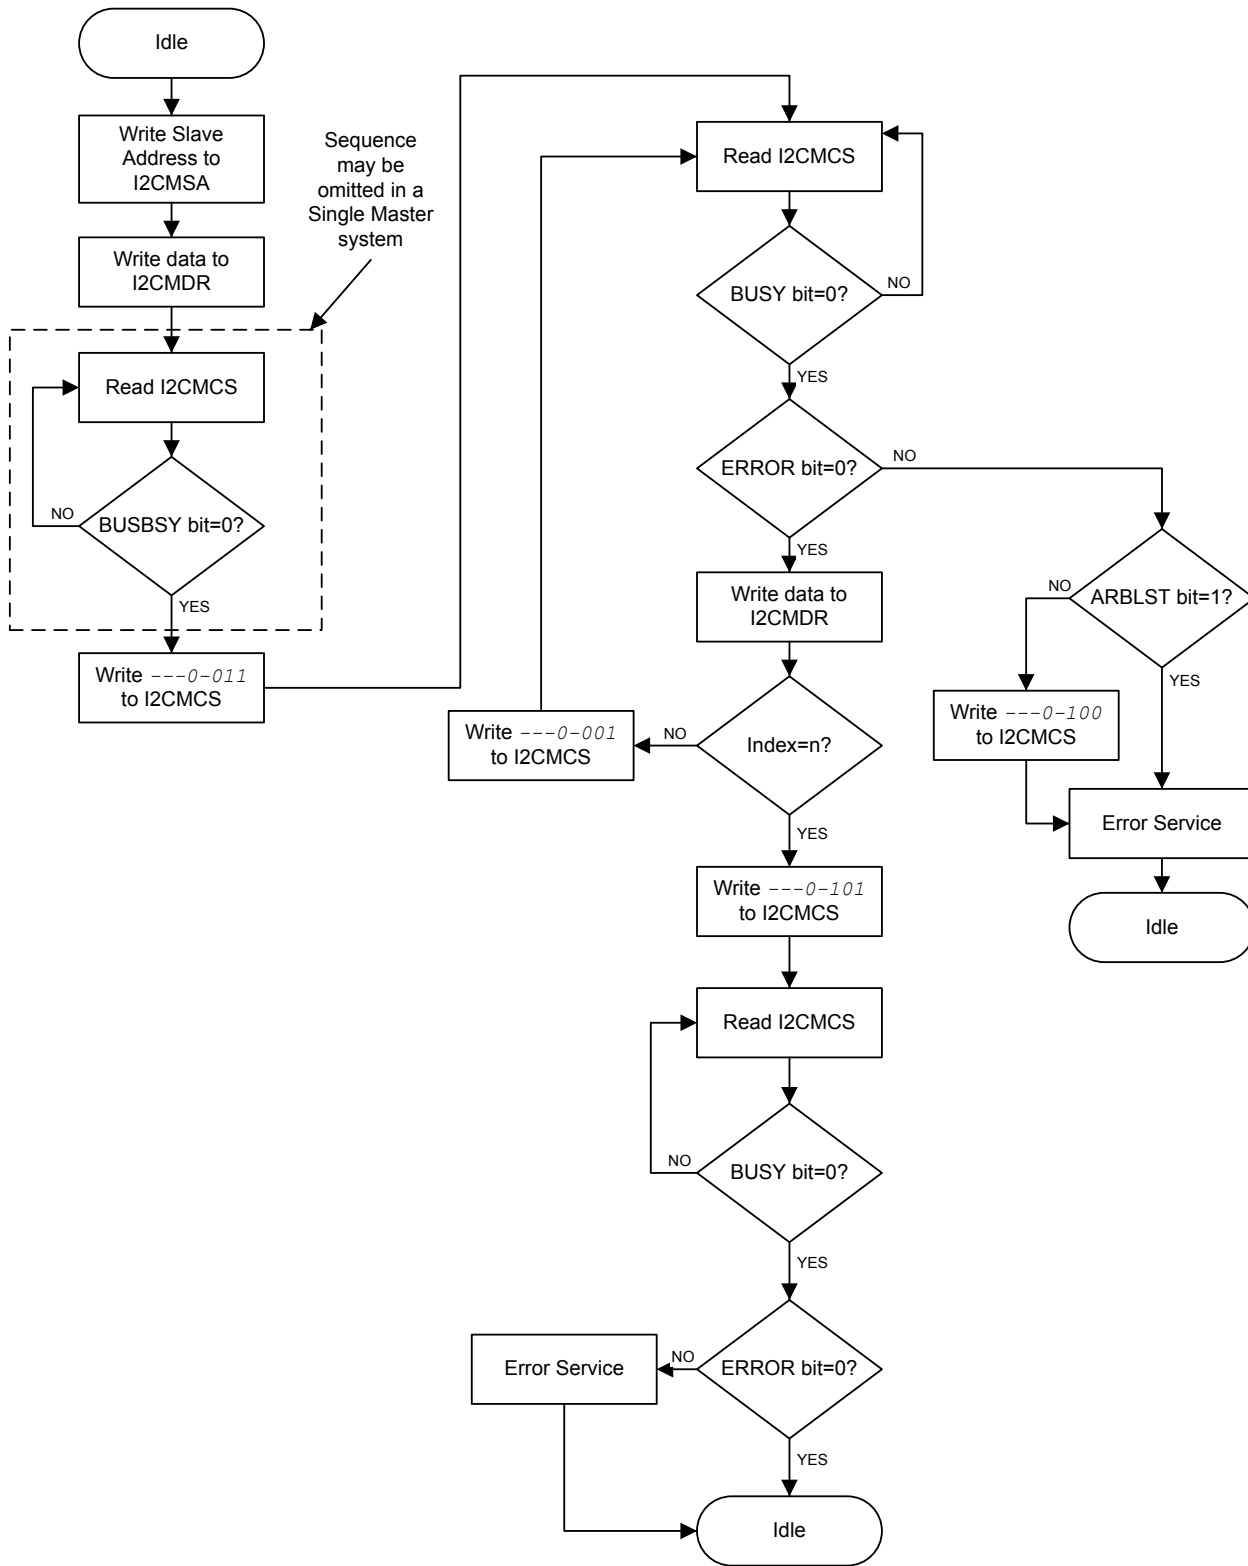 Idle
Write Slave
Address to
I2CMSA
Write data to
I2CMDR
Sequence
may be
omitted in a
Single Master
system
Read I2CMCS
BUSBSY bit=0?
NO
YES
Write ---0-011
to I2CMCS
Read I2CMCS
BUSY bit=0?
NO
YES
ERROR bit=0?
NO
YES
Write data to
I2CMDR
Index=n?
NO
Write ---0-001
to I2CMCS
YES
ARBLST bit=1?
NO
YES
Write ---0-100
to I2CMCS
Error Service
Idle
Write ---0-101
to I2CMCS
Read I2CMCS
BUSY bit=0?
NO
YES
ERROR bit=0?
NO
Error Service
YES
Idle